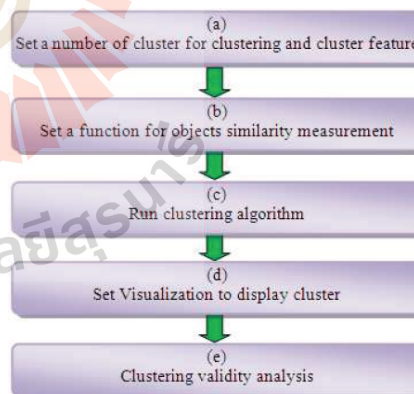 (a)
Set a number of cluster for clustering and cluster feature
(b)
Set a function for objects similarity measurement
(c)
Run clustering algorithm
(d)
Set Visualization to display cluster
(e)
Clustering validity analysis